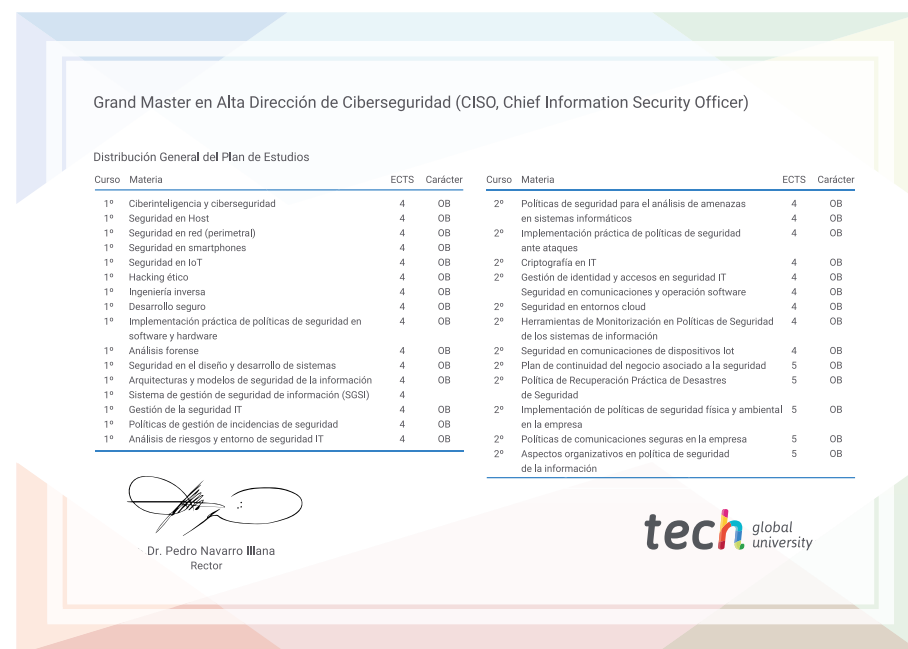 Grand Master en Alta Dirección de Ciberseguridad (CISO, Chief Information Security Officer)
Distribución General del Plan de Estudios
Curso Materia ECTS Carácter
1º Ciberinteligencia y ciberseguridad 4 OB
1º Seguridad en Host 4 OB
1º Seguridad en red (perimetral) 4 OB
1º Seguridad en smartphones 4 OB
1º Seguridad en IoT 4 OB
1º Hacking ético 4 OB
1º Ingeniería inversa 4 OB
1º Desarrollo seguro 4 OB
1º Implementación práctica de políticas de seguridad en 4 OB
software y hardware
1º Análisis forense 4 OB
1º Seguridad en el diseño y desarrollo de sistemas 4 OB
1º Arquitecturas y modelos de seguridad de la información 4 OB
1º Sistema de gestión de seguridad de información (SGSI) 4
1º Gestión de la seguridad IT 4 OB
1º Políticas de gestión de incidencias de seguridad 4 OB
1º Análisis de riesgos y entorno de seguridad IT 4 OB
Curso Materia ECTS Carácter
2º Políticas de seguridad para el análisis de amenazas 4 OB
en sistemas informáticos 4 OB
2º Implementación práctica de políticas de seguridad 4 OB
ante ataques
2º Criptografía en IT 4 OB
2º Gestión de identidad y accesos en seguridad IT 4 OB
Seguridad en comunicaciones y operación software 4 OB
2º Seguridad en entornos cloud 4 OB
2º Herramientas de Monitorización en Políticas de Seguridad 4 OB
de los sistemas de información
2º Seguridad en comunicaciones de dispositivos Iot 4 OB
2º Plan de continuidad del negocio asociado a la seguridad 5 OB
2º Política de Recuperación Práctica de Desastres 5 OB
de Seguridad
2º Implementación de políticas de seguridad física y ambiental 5 OB
en la empresa
2º Políticas de comunicaciones seguras en la empresa 5 OB
2º Aspectos organizativos en política de seguridad 5 OB
de la información
Dr. Pedro Navarro Illana
Rector
tech global
university